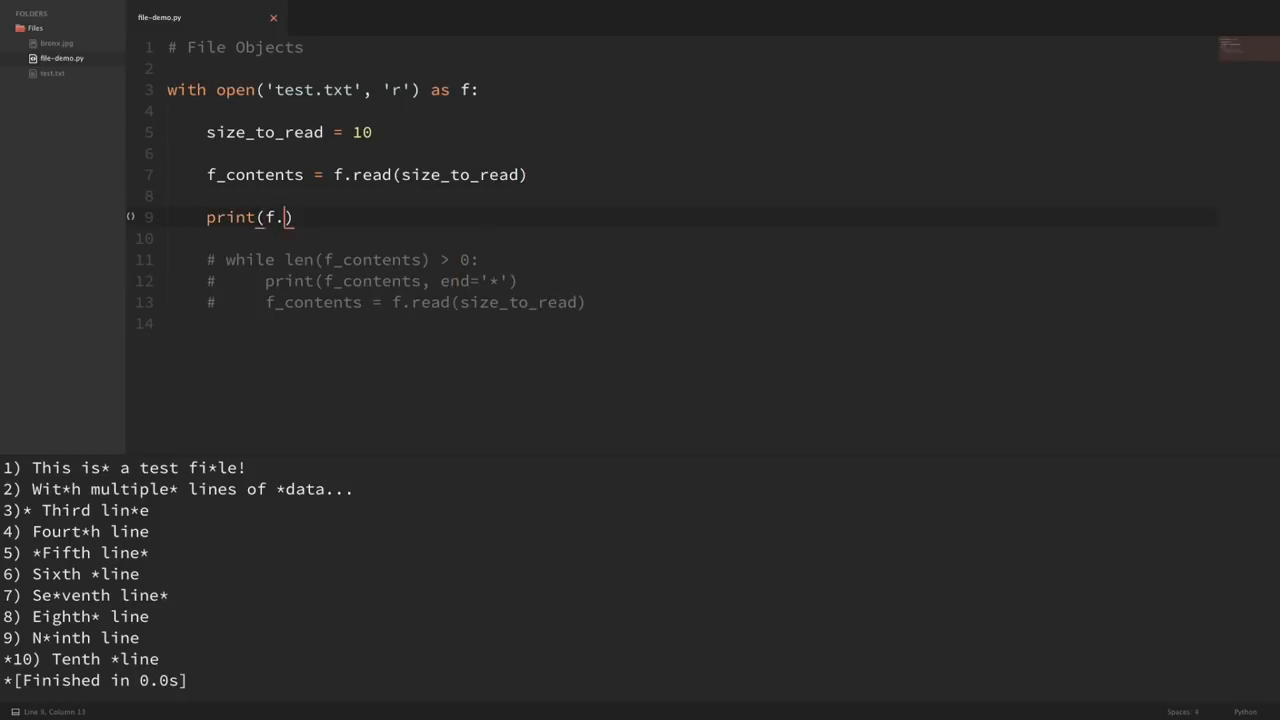 FOLDERS
Files
bronx.jpg
file-demo.py
test.txt
file-demo.py ×
1 # File Objects
2
3 with open('test.txt', 'r') as f:
4
5 size_to_read = 10
6
7 f_contents = f.read(size_to_read)
8
() 9 print(f.)
10
11 # while len(f_contents) > 0:
12 #     print(f_contents, end='*')
13 #     f_contents = f.read(size_to_read)
14
1) This is* a test fi*le!
2) Wit*h multiple* lines of *data...
3)* Third lin*e
4) Fourt*h line
5) *Fifth line*
6) Sixth *line
7) Se*venth line*
8) Eighth* line
9) N*inth line
*10) Tenth *line
*[Finished in 0.0s]
Line 9, Column 13 Spaces: 4 Python